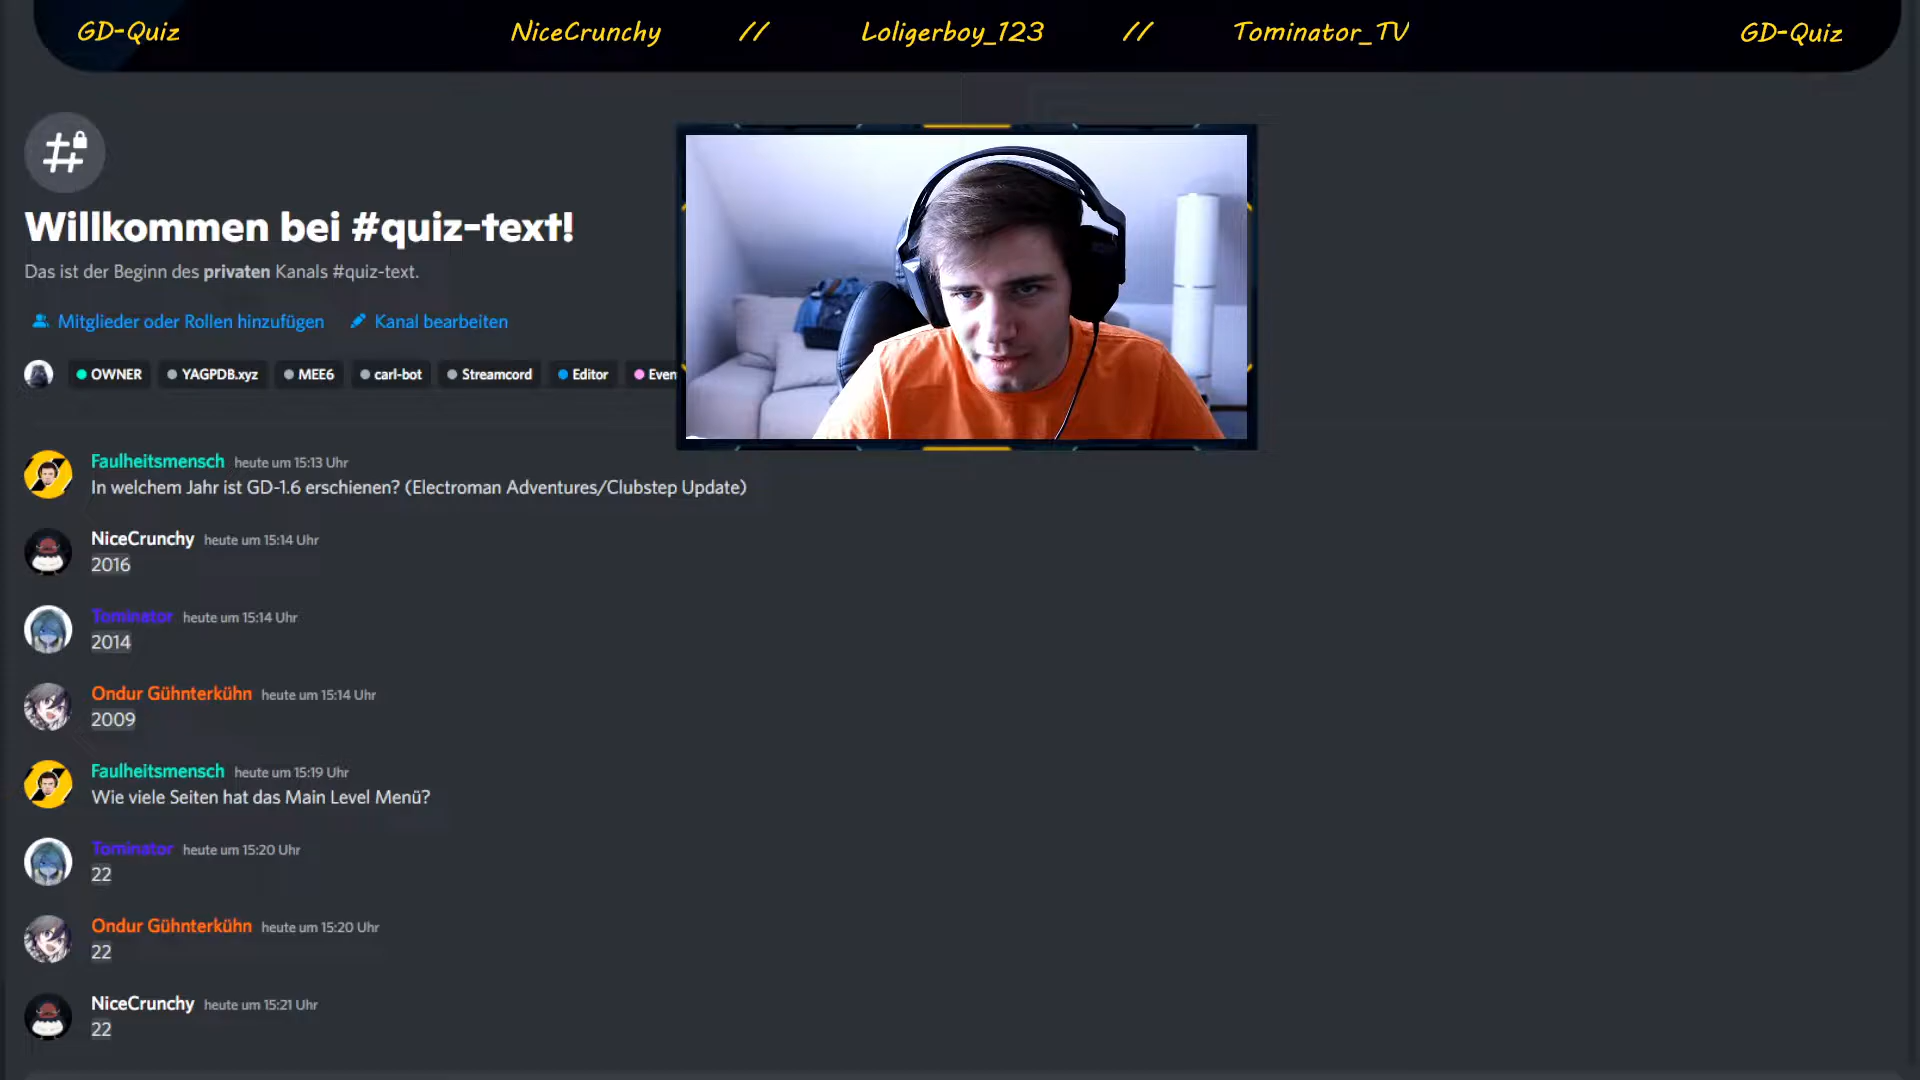 GD-Quiz NiceCrunchy // Loligerboy_123 // Tominator_TV GD-Quiz
Willkommen bei #quiz-text!
Das ist der Beginn des privaten Kanals #quiz-text.
Mitglieder oder Rollen hinzufügen Kanal bearbeiten
OWNER YAGPDB.xyz MEE6 carl-bot Streamcord Editor Even
Faulheitsmensch heute um 15:13 Uhr
In welchem Jahr ist GD-1.6 erschienen? (Electroman Adventures/Clubstep Update)
NiceCrunchy heute um 15:14 Uhr
2016
Tominator heute um 15:14 Uhr
2014
Ondur Gühnterkühn heute um 15:14 Uhr
2009
Faulheitsmensch heute um 15:19 Uhr
Wie viele Seiten hat das Main Level Menü?
Tominator heute um 15:20 Uhr
22
Ondur Gühnterkühn heute um 15:20 Uhr
22
NiceCrunchy heute um 15:21 Uhr
22